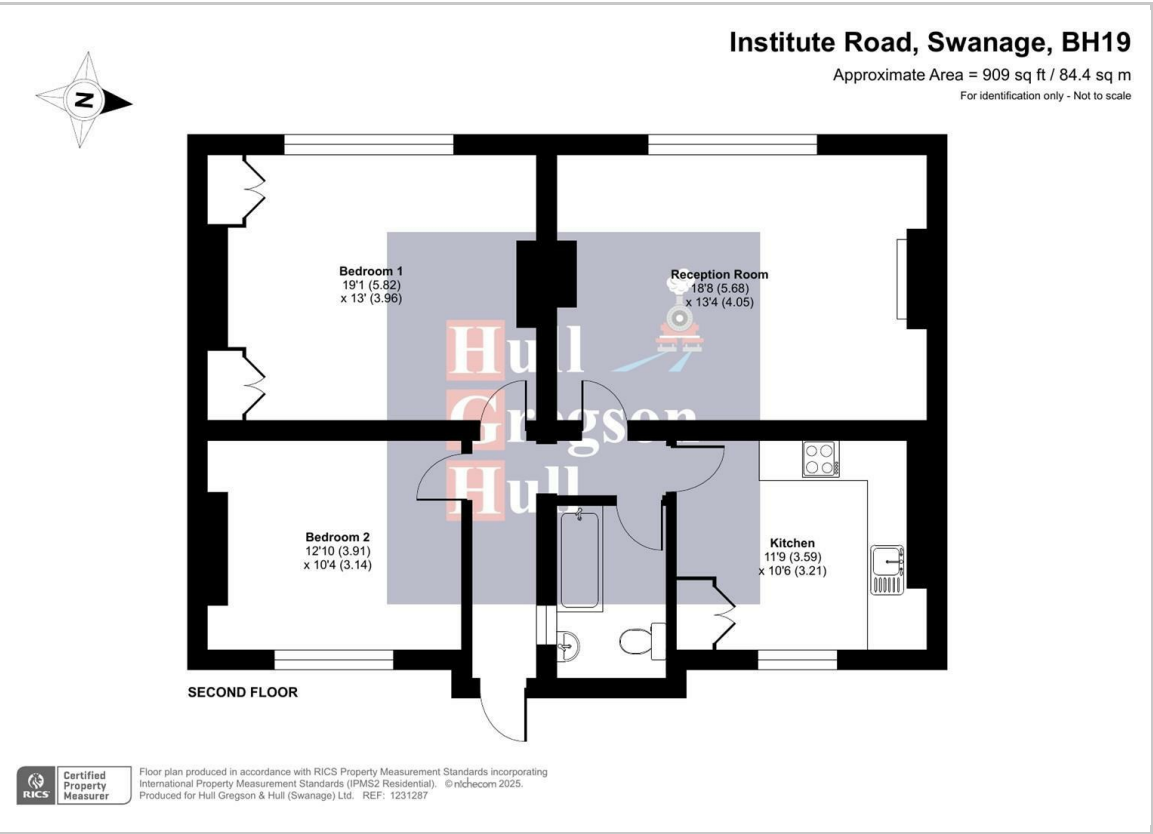 Institute Road, Swanage, BH19
Approximate Area = 909 sq ft / 84.4 sq m
For identification only - Not to scale
N
Bedroom 1
19'1 (5.82)
x 13' (3.96)
Reception Room
18'8 (5.68)
x 13'4 (4.05)
Hull
Gregson
Hull
Bedroom 2
12'10 (3.91)
x 10'4 (3.14)
Kitchen
11'9 (3.59)
x 10'6 (3.21)
SECOND FLOOR
RICS
Certified
Property
Measurer
Floor plan produced in accordance with RICS Property Measurement Standards incorporating
International Property Measurement Standards (IPMS2 Residential). © nichecom 2025.
Produced for Hull Gregson & Hull (Swanage) Ltd. REF: 1231287